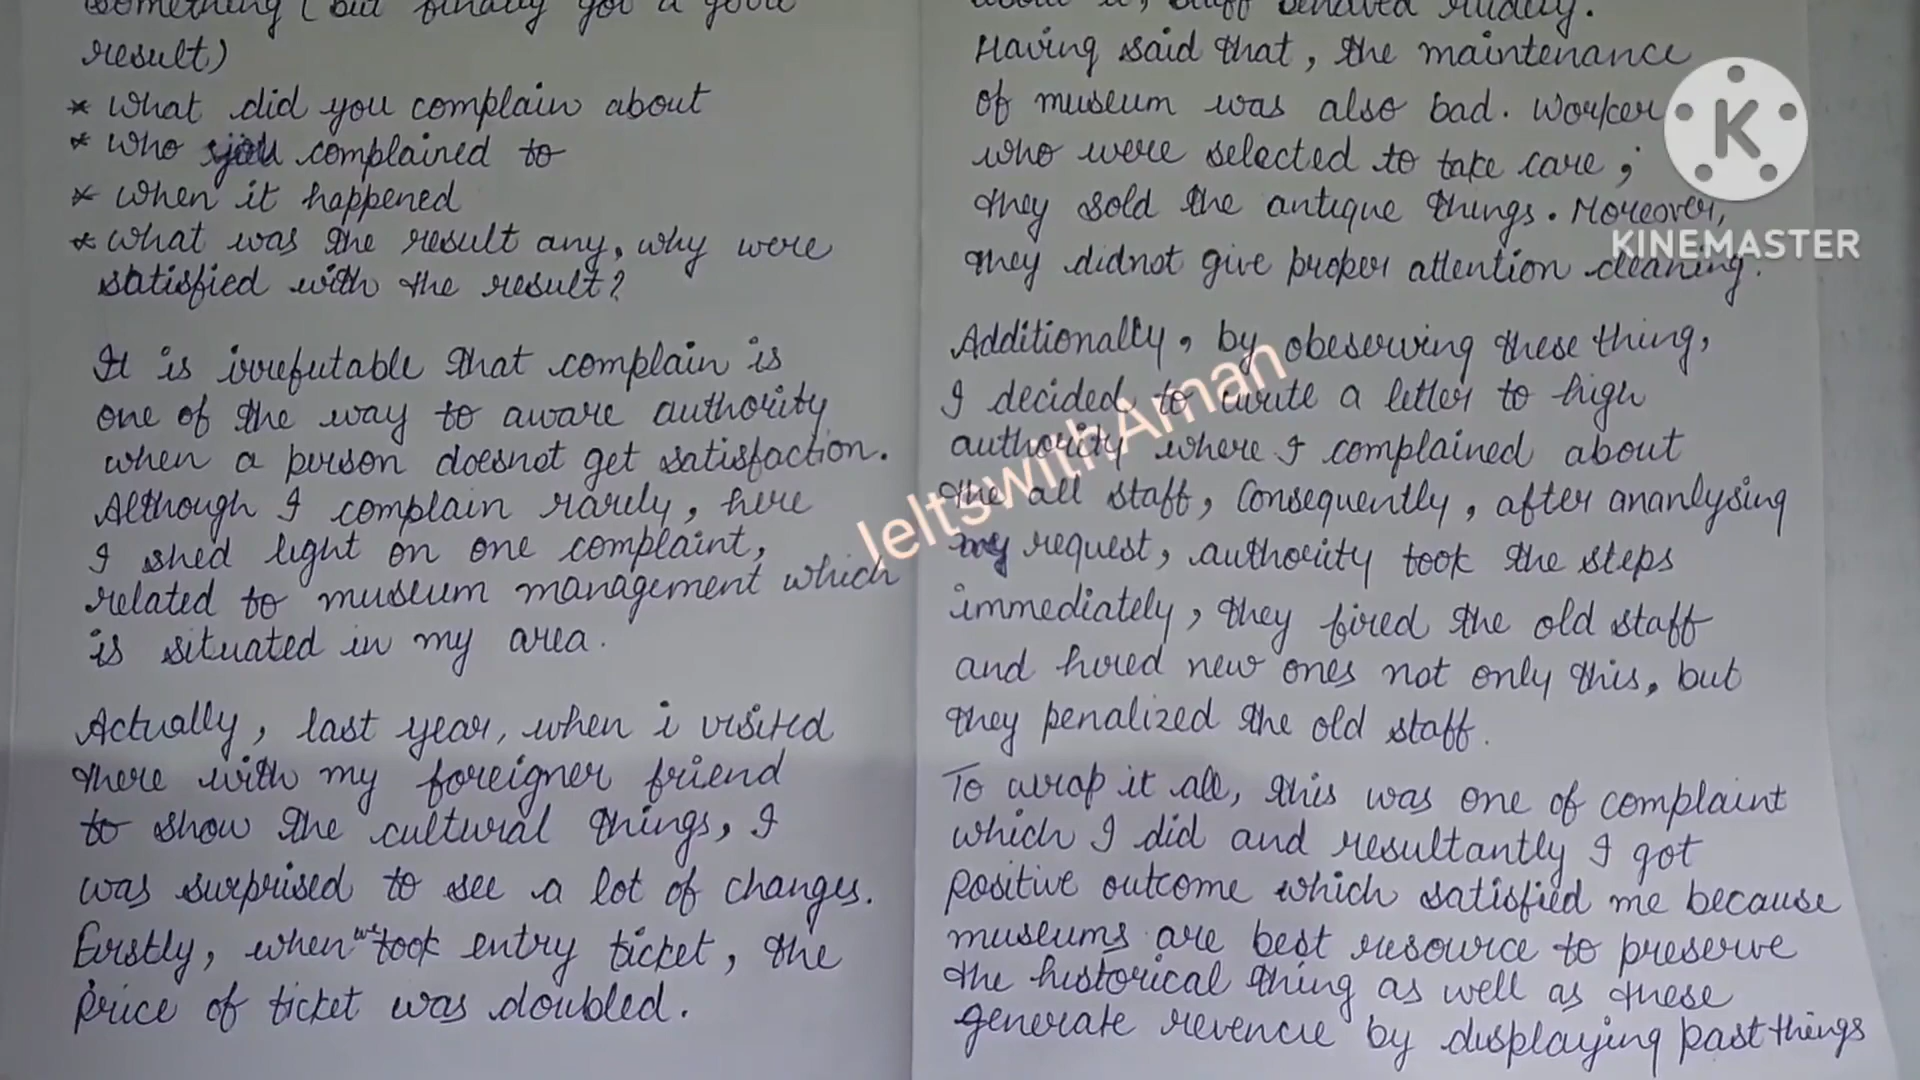 something (but finally got a good
result)
* what did you complain about
* who you complained to
* when it happened
* what was the result any, why were
satisfied with the result?
It is irrefutable that complain is
one of the way to aware authority
when a person doesnot get satisfaction.
Although I complain rarely, here
I shed light on one complaint,
related to museum management which
is situated in my area.
Actually, last year, when i visited
there with my foreigner friend
to show the cultural things, I
was surprised to see a lot of changes.
Firstly, when we took entry ticket, the
price of ticket was doubled.
about it, staff behaved rudely.
Having said that, the maintenance
of museum was also bad. Worker
who were selected to take care;
they sold the antique things. Moreover,
they didnot give proper attention cleaning.
Additionally, by obeserving these thing,
I decided to write a letter to high
authority where I complained about
the all staff, Consequently, after ananlysing
my request, authority took the steps
immediately, they fired the old staff
and hired new ones not only this, but
they penalized the old staff.
To wrap it all, this was one of complaint
which I did and resultantly I got
positive outcome which satisfied me because
museums are best resource to preserve
the historical thing as well as these
generate revenue by displaying past things
K
KINEMASTER
IeltswithAman